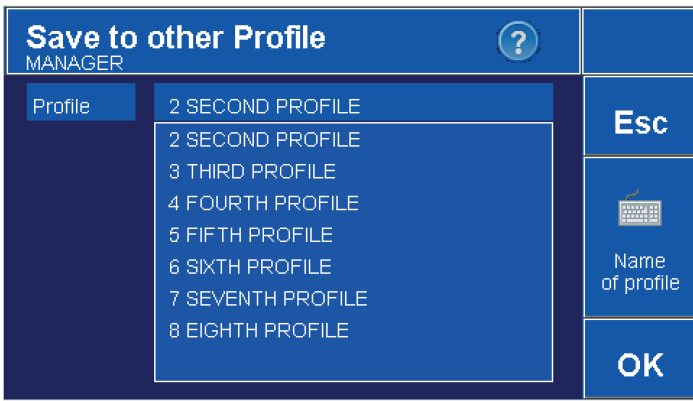 Save to other Profile
MANAGER
?
Profile
2 SECOND PROFILE
2 SECOND PROFILE
3 THIRD PROFILE
4 FOURTH PROFILE
5 FIFTH PROFILE
6 SIXTH PROFILE
7 SEVENTH PROFILE
8 EIGHTH PROFILE
Esc
Name
of profile
OK